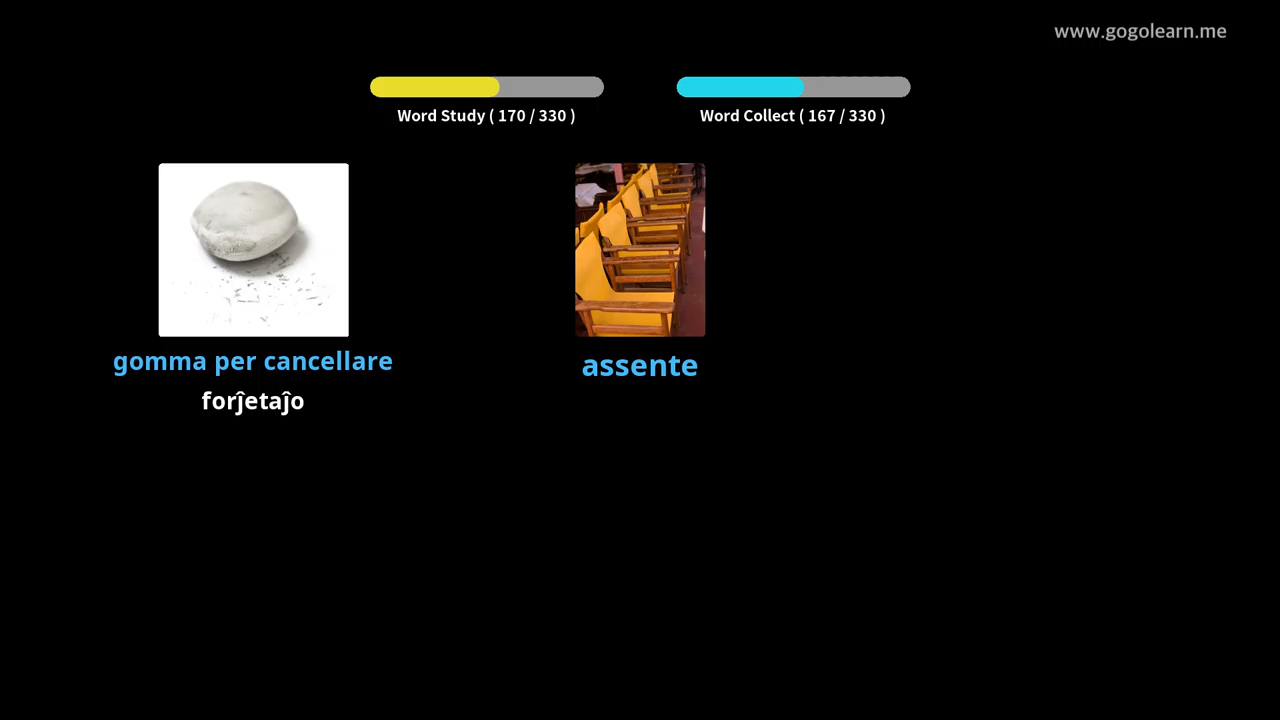 www.gogolearn.me
Word Study ( 170 / 330 )
Word Collect ( 167 / 330 )
gomma per cancellare
forĵetaĵo
assente